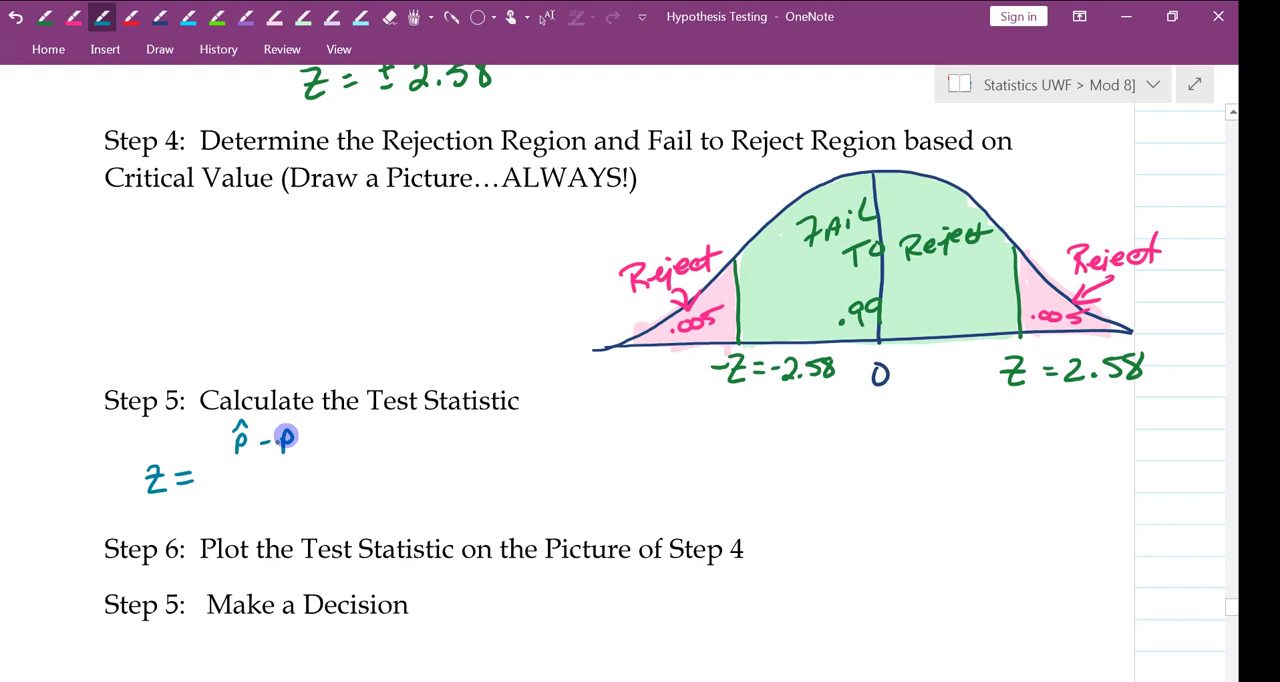 Hypothesis Testing - OneNote
Sign in
Home Insert Draw History Review View
Z = ± 2.58
Statistics UWF > Mod 8]
Step 4: Determine the Rejection Region and Fail to Reject Region based on
Critical Value (Draw a Picture…ALWAYS!)
FAIL
TO Reject
Reject
Reject
.99
.005
.005
-Z = -2.58
0
Z = 2.58
Step 5: Calculate the Test Statistic
p̂ - p
Z =
Step 6: Plot the Test Statistic on the Picture of Step 4
Step 5: Make a Decision